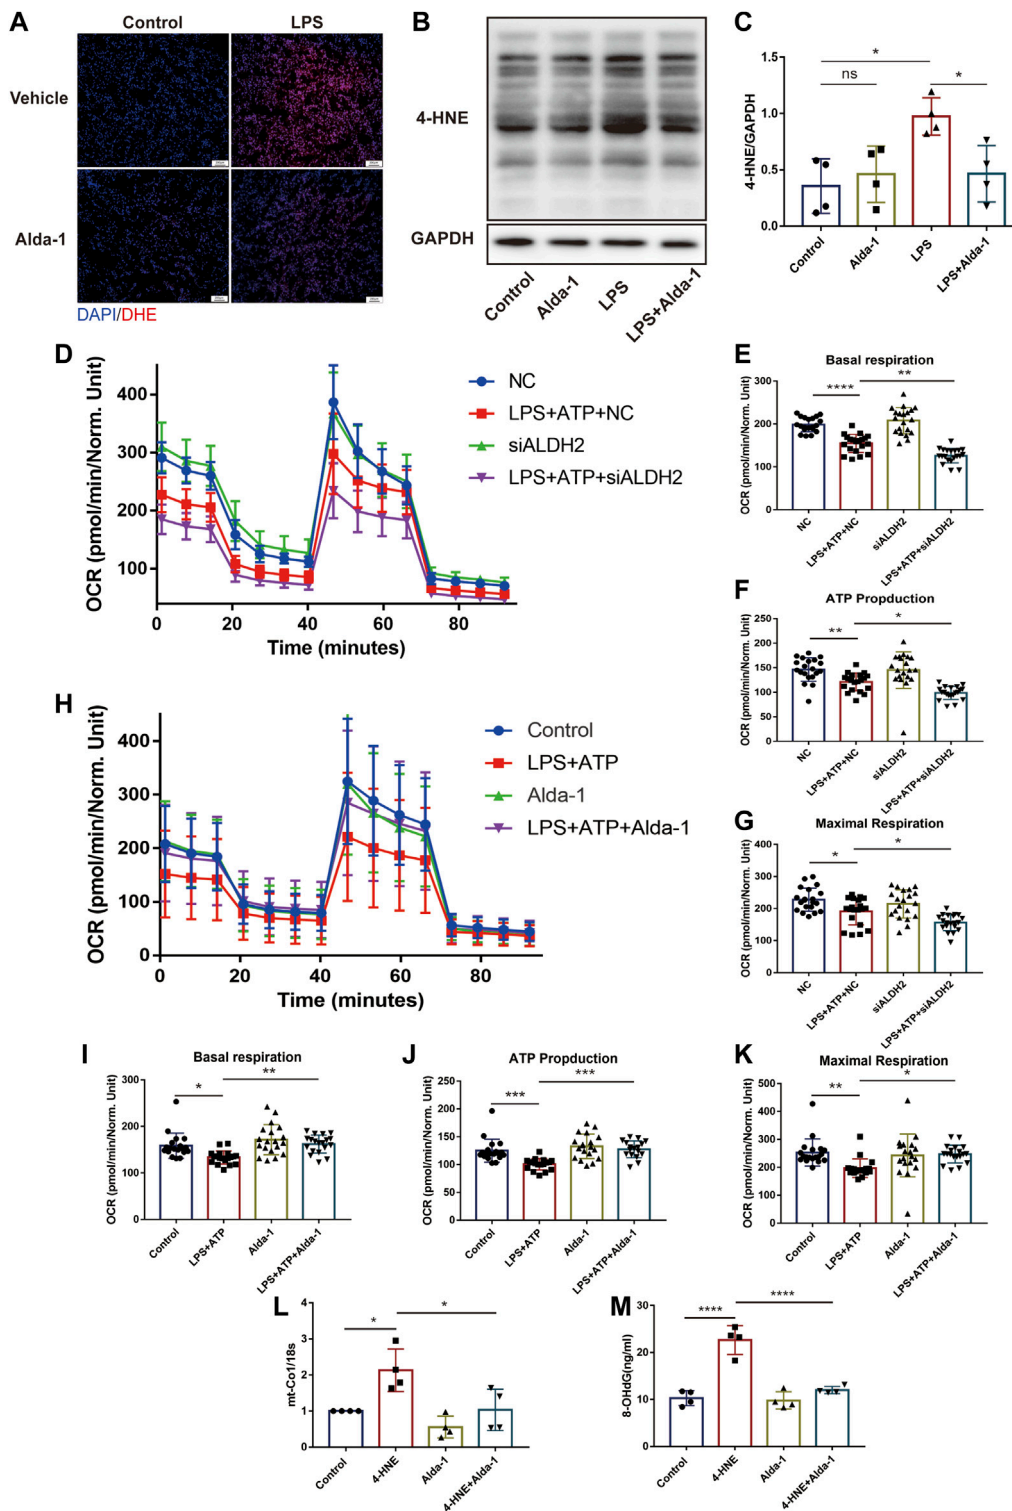 A
Control
LPS
Vehicle
Alda-1
DAPI/DHE
B
4-HNE
GAPDH
Control
Alda-1
LPS
LPS+Alda-1
C
4-HNE/GAPDH
1.5
1.0
0.5
0.0
*
ns
*
Control
Alda-1
LPS
LPS+Alda-1
D
OCR (pmol/min/Norm. Unit)
400
300
200
100
0
20
40
60
80
Time (minutes)
NC
LPS+ATP+NC
siALDH2
LPS+ATP+siALDH2
E
Basal respiration
OCR (pmol/min/Norm. Unit)
300
200
100
0
****
**
NC
LPS+ATP+NC
siALDH2
LPS+ATP+siALDH2
F
ATP Propduction
OCR (pmol/min/Norm. Unit)
250
200
150
100
50
0
**
*
NC
LPS+ATP+NC
siALDH2
LPS+ATP+siALDH2
G
Maximal Respiration
OCR (pmol/min/Norm. Unit)
400
300
200
100
0
*
*
NC
LPS+ATP+NC
siALDH2
LPS+ATP+siALDH2
H
OCR (pmol/min/Norm. Unit)
400
300
200
100
0
0
20
40
60
80
Time (minutes)
Control
LPS+ATP
Alda-1
LPS+ATP+Alda-1
I
Basal respiration
OCR (pmol/min/Norm. Unit)
300
200
100
0
*
**
Control
LPS+ATP
Alda-1
LPS+ATP+Alda-1
J
ATP Propduction
OCR (pmol/min/Norm. Unit)
250
200
150
100
50
0
***
***
Control
LPS+ATP
Alda-1
LPS+ATP+Alda-1
K
Maximal Respiration
OCR (pmol/min/Norm. Unit)
500
400
300
200
100
0
**
*
Control
LPS+ATP
Alda-1
LPS+ATP+Alda-1
L
mt-Co1/18s
4
3
2
1
0
*
*
Control
4-HNE
Alda-1
4-HNE+Alda-1
M
8-OHdG(ng/ml)
30
20
10
0
****
****
Control
4-HNE
Alda-1
4-HNE+Alda-1